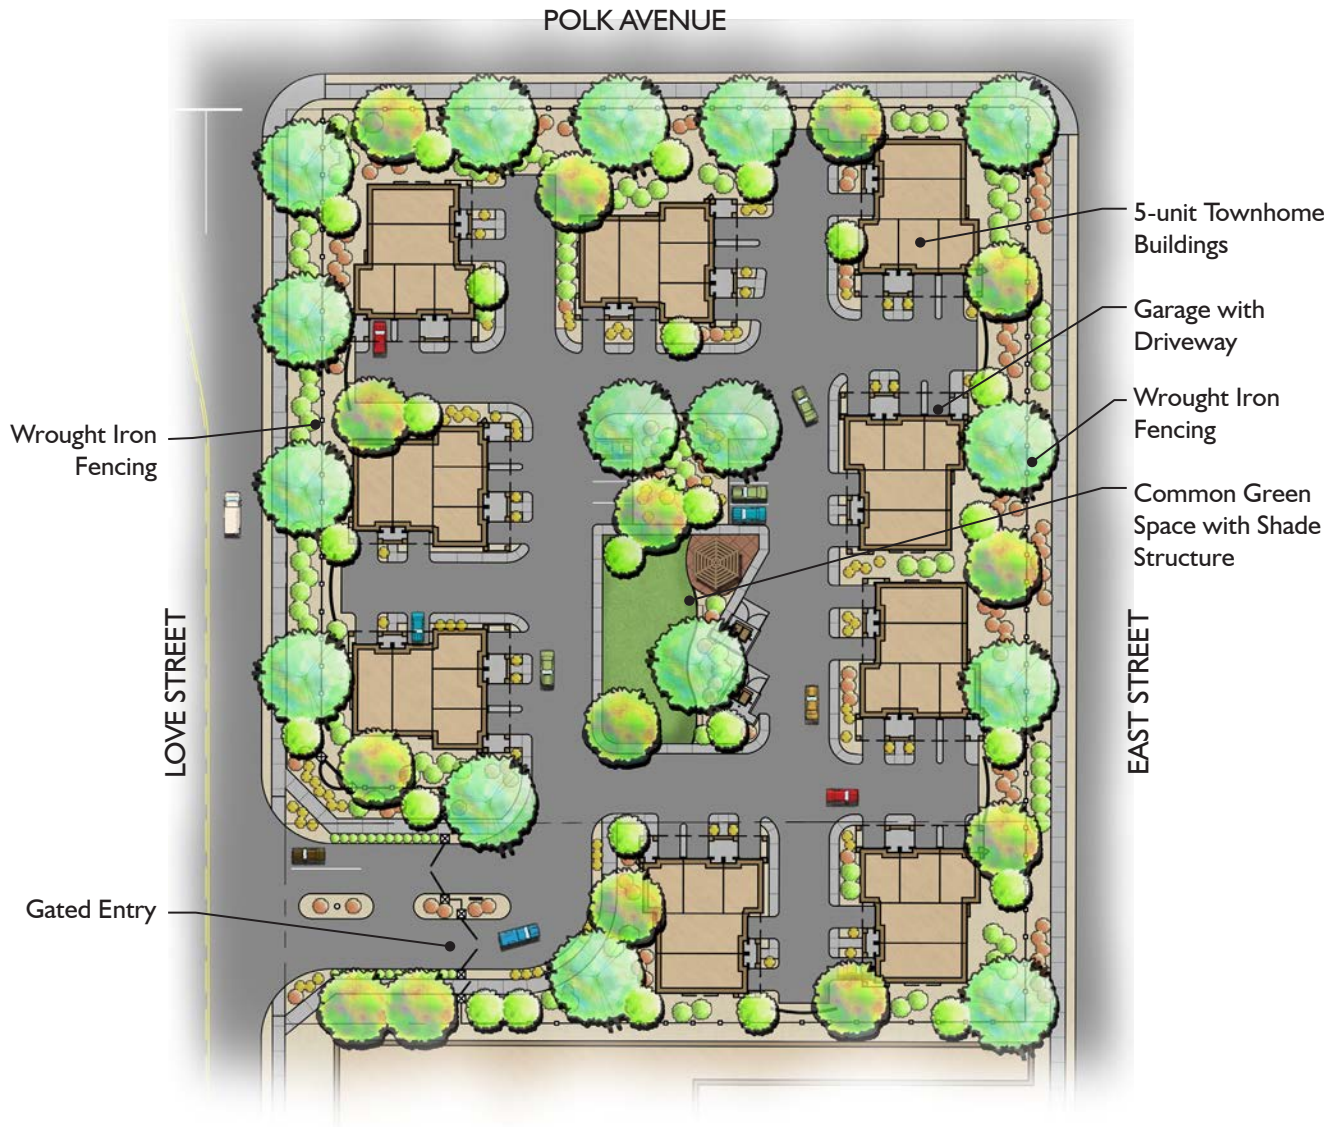 POLK AVENUE
5-unit Townhome
Buildings
Garage with
Driveway
Wrought Iron
Fencing
Wrought Iron
Fencing
Common Green
Space with Shade
Structure
LOVE STREET
EAST STREET
Gated Entry